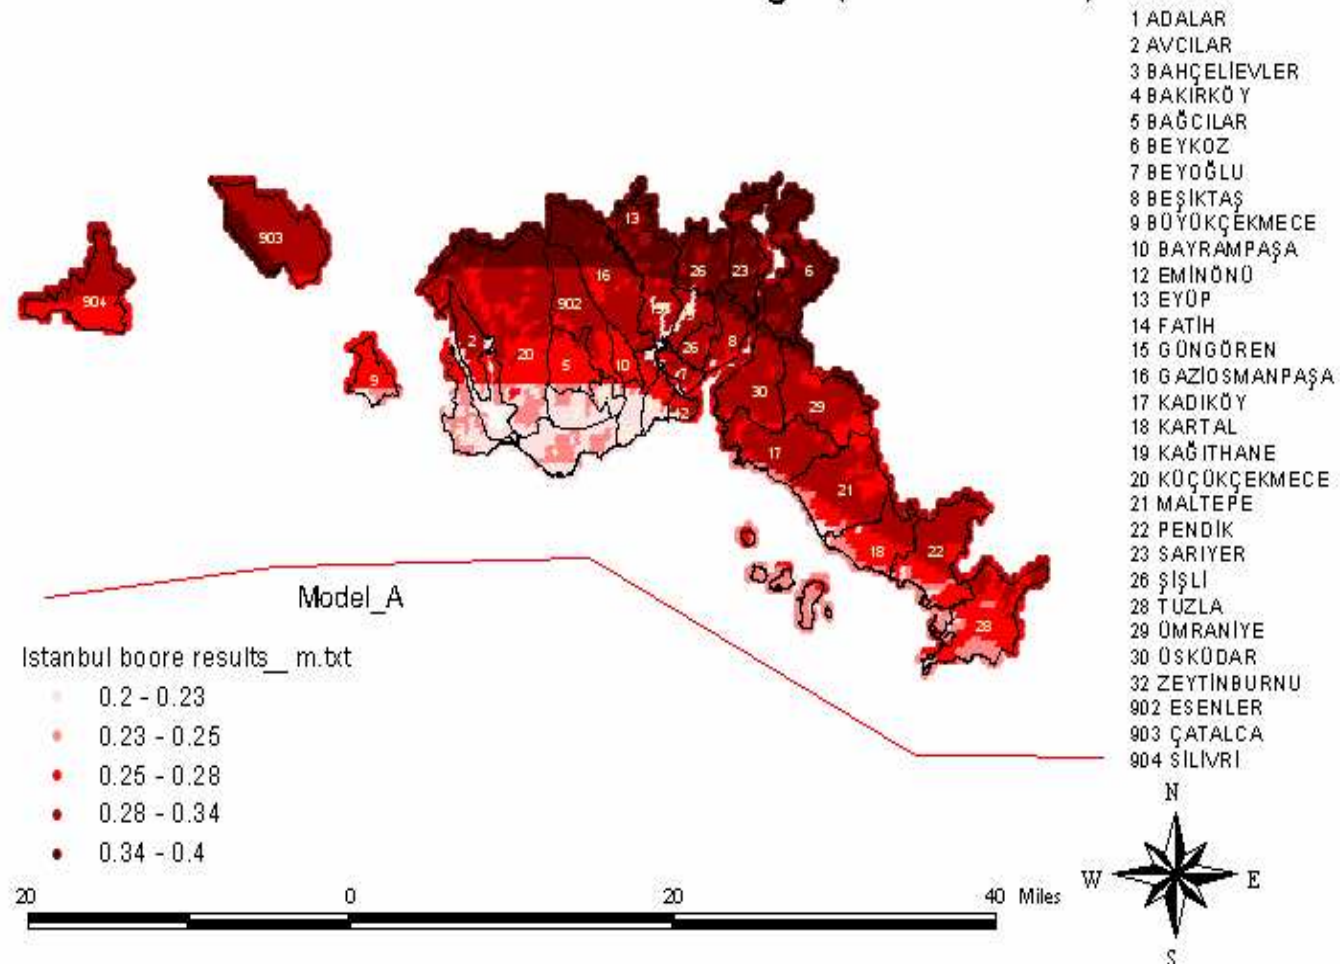 1 ADALAR
2 AVCILAR
3 BAHÇELİEVLER
4 BAKIRKÖY
5 BAĞCILAR
6 BEYKOZ
7 BEYOĞLU
8 BEŞİKTAŞ
9 BÜYÜKÇEKMECE
10 BAYRAMPAŞA
12 EMİNÖNÜ
13 EYÜP
14 FATİH
15 GÜNGÖREN
16 GAZİOSMANPAŞA
17 KADIKÖY
18 KARTAL
19 KAĞITHANE
20 KÜÇÜKÇEKMECE
21 MALTEPE
22 PENDİK
23 SARIYER
26 ŞİŞLİ
28 TUZLA
29 ÜMRANİYE
30 ÜSKÜDAR
32 ZEYTİNBURNU
902 ESENLER
903 ÇATALCA
904 SİLİVRİ
13
903
26
23
6
16
904
902
2
20
5
10
26
8
7
9
12
30
29
17
21
18
22
28
Model_A
Istanbul boore results__ m.txt
0.2 - 0.23
0.23 - 0.25
0.25 - 0.28
0.28 - 0.34
0.34 - 0.4
20 0 20 40 Miles
N
W E
S